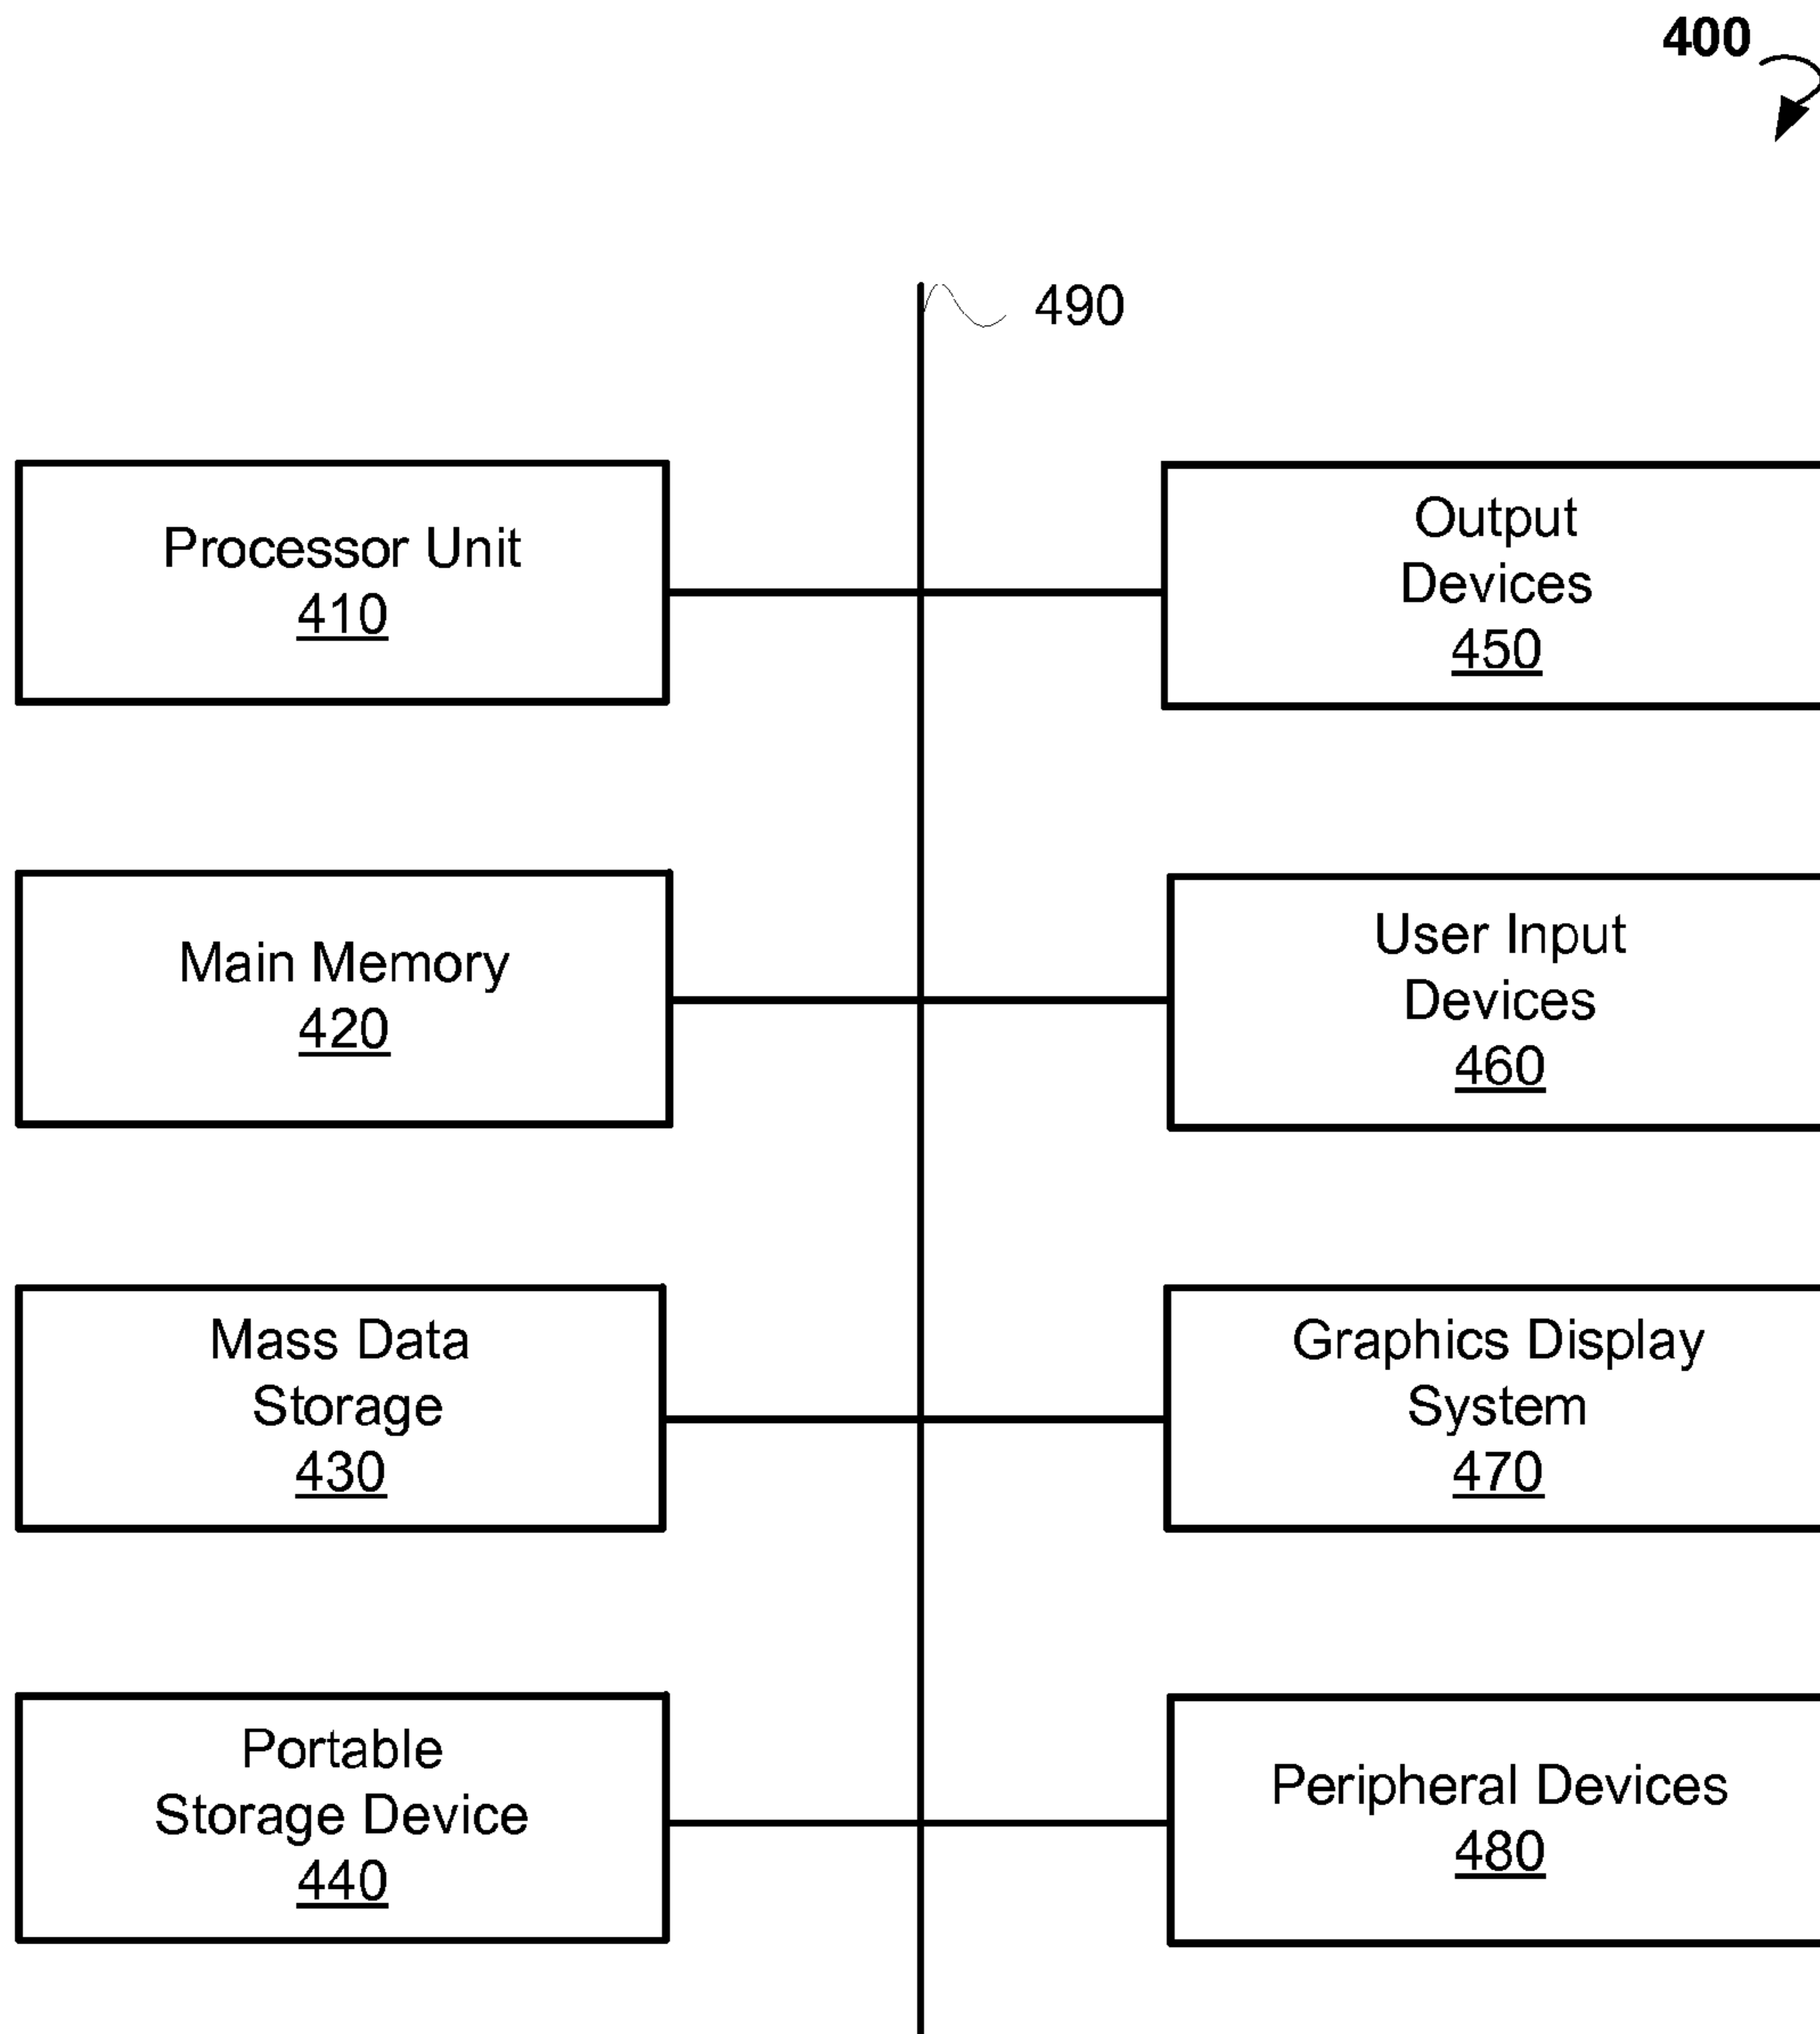 400
490
Processor Unit
410
Output
Devices
450
Main Memory
420
User Input
Devices
460
Mass Data
Storage
430
Graphics Display
System
470
Portable
Storage Device
440
Peripheral Devices
480